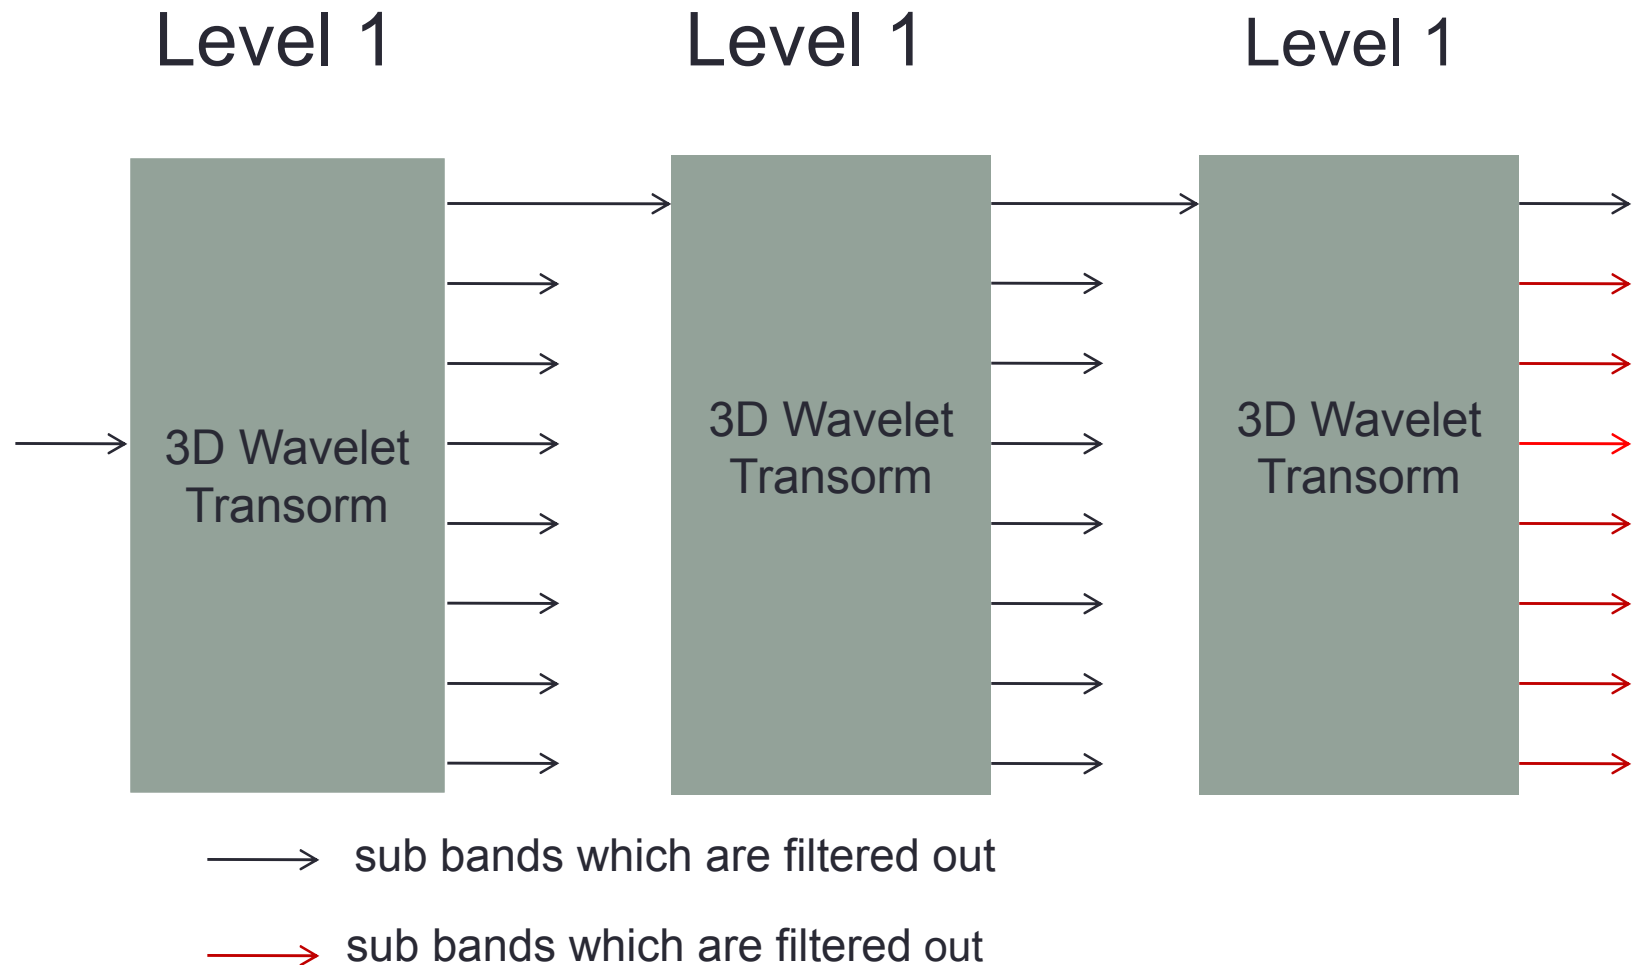 Level 1
Level 1
Level 1
3D Wavelet
Transorm
3D Wavelet
Transorm
3D Wavelet
Transorm
sub bands which are filtered out
sub bands which are filtered out